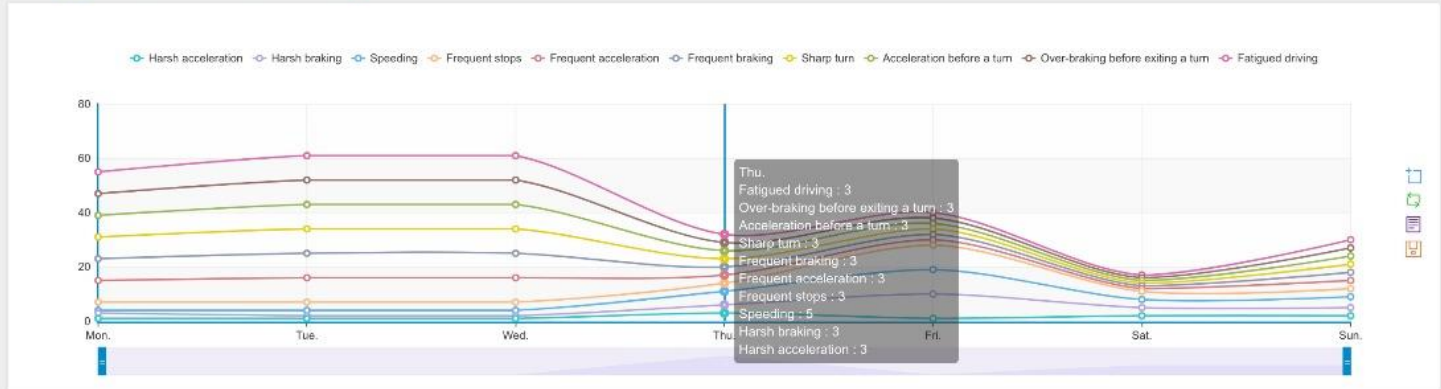 Harsh acceleration Harsh braking Speeding Frequent stops Frequent acceleration Frequent braking Sharp turn Acceleration before a turn Over-braking before exiting a turn Fatigued driving
80
60
40
20
0
Thu.
Fatigued driving : 3
Over-braking before exiting a turn : 3
Acceleration before a turn : 3
Sharp turn : 3
Frequent braking : 3
Frequent acceleration : 3
Frequent stops : 3
Speeding : 5
Harsh braking : 3
Harsh acceleration : 3
Mon. Tue. Wed. Thu. Fri. Sat. Sun.